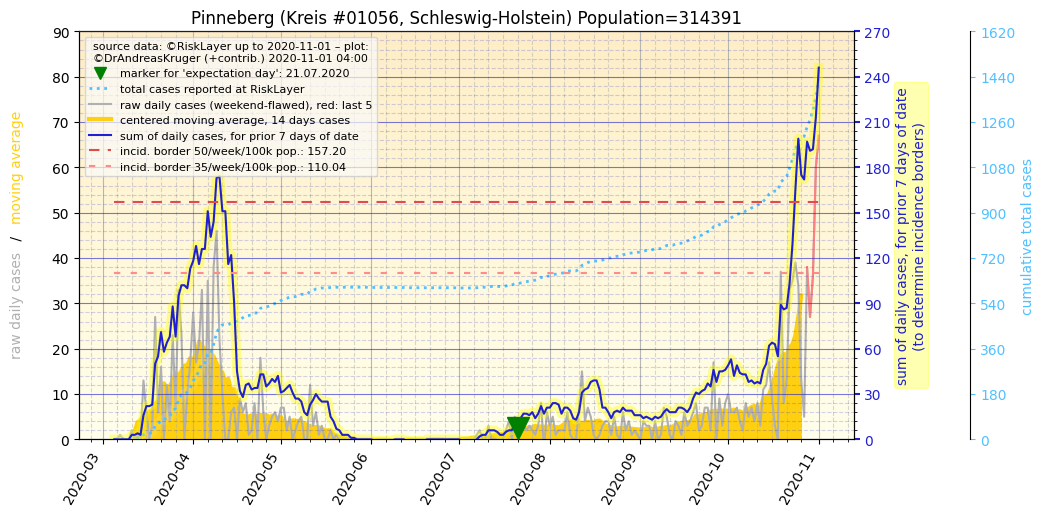 Pinneberg (Kreis #01056, Schleswig-Holstein) Population=314391
source data: ©RiskLayer up to 2020-11-01 – plot:
©DrAndreasKruger (+contrib.) 2020-11-01 04:00
marker for 'expectation day': 21.07.2020
total cases reported at RiskLayer
raw daily cases (weekend-flawed), red: last 5
centered moving average, 14 days cases
sum of daily cases, for prior 7 days of date
incid. border 50/week/100k pop.: 157.20
incid. border 35/week/100k pop.: 110.04
raw daily cases / moving average
90
80
70
60
50
40
30
20
10
0
2020-03
2020-04
2020-05
2020-06
2020-07
2020-08
2020-09
2020-10
2020-11
270
240
210
180
150
120
90
60
30
0
sum of daily cases, for prior 7 days of date
(to determine incidence borders)
1620
1440
1260
1080
900
720
540
360
180
0
cumulative total cases